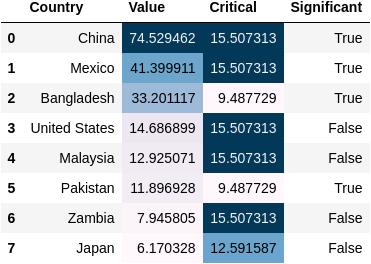 Country Value Critical Significant
0 China 74.529462 15.507313 True
1 Mexico 41.399911 15.507313 True
2 Bangladesh 33.201117 9.487729 True
3 United States 14.686899 15.507313 False
4 Malaysia 12.925071 15.507313 False
5 Pakistan 11.896928 9.487729 True
6 Zambia 7.945805 15.507313 False
7 Japan 6.170328 12.591587 False